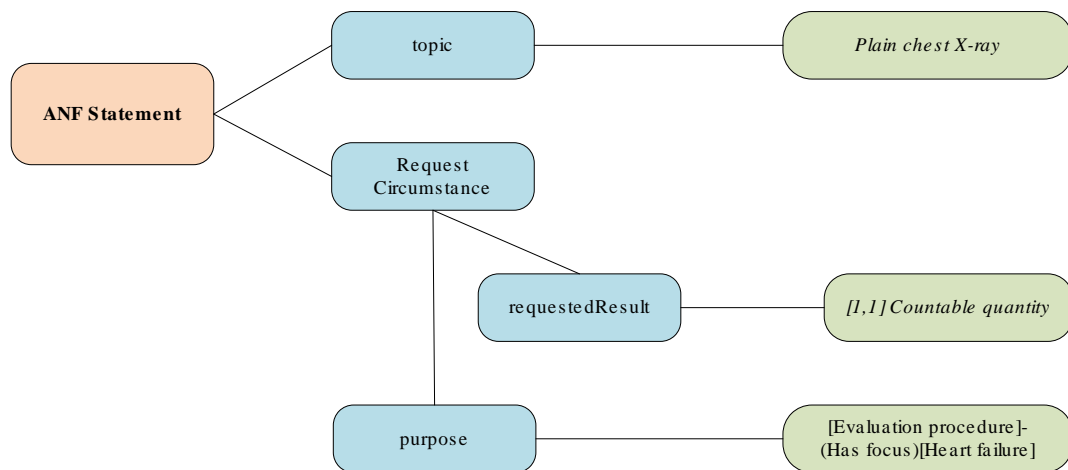 topic
Plain chest X-ray
ANF Statement
Request
Circumstance
requestedResult
[1,1] Countable quantity
purpose
[Evaluation procedure]-
(Has focus)[Heart failure]